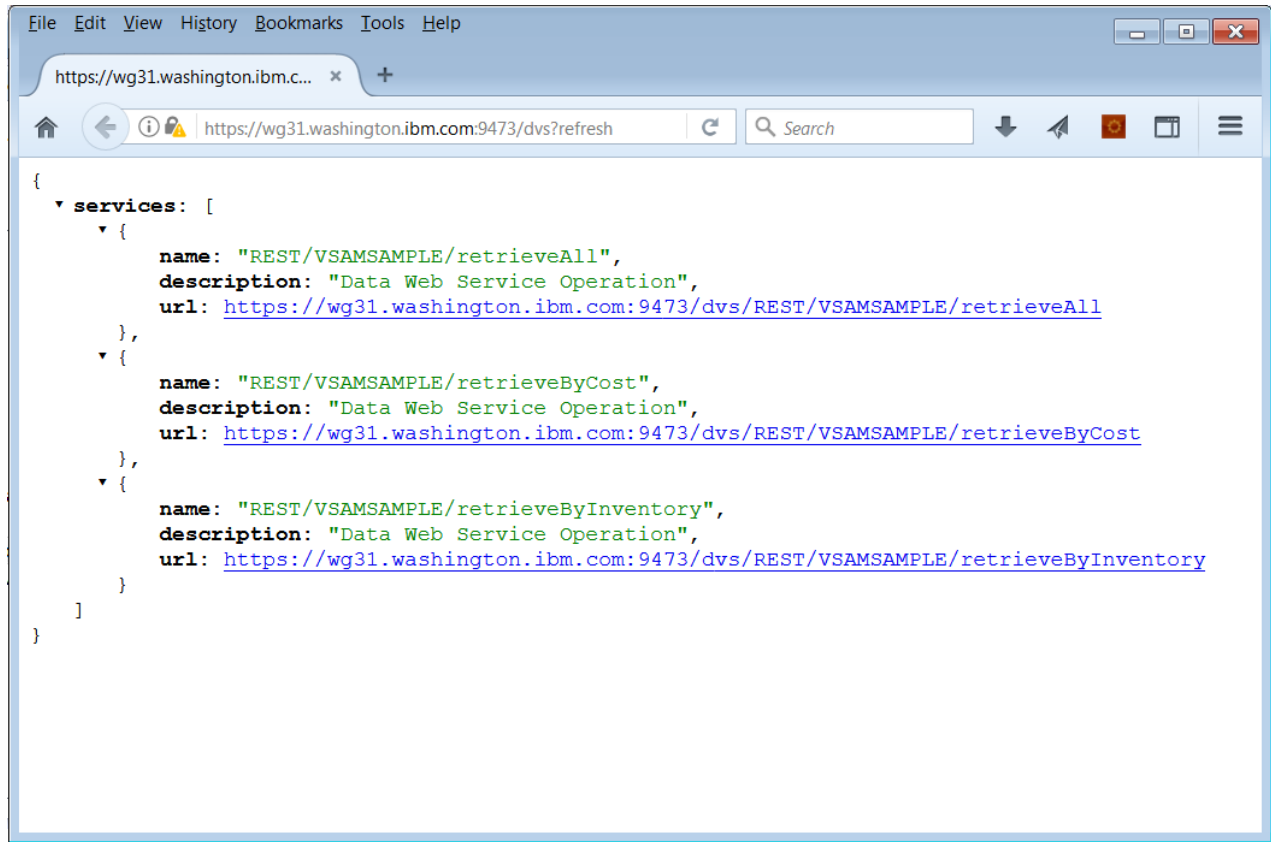 File Edit View History Bookmarks Tools Help
https://wg31.washington.ibm.c...
https://wg31.washington.ibm.com:9473/dvs?refresh Search
{
services: [
{
name: "REST/VSAMSAMPLE/retrieveAll",
description: "Data Web Service Operation",
url: https://wg31.washington.ibm.com:9473/dvs/REST/VSAMSAMPLE/retrieveAll
},
{
name: "REST/VSAMSAMPLE/retrieveByCost",
description: "Data Web Service Operation",
url: https://wg31.washington.ibm.com:9473/dvs/REST/VSAMSAMPLE/retrieveByCost
},
{
name: "REST/VSAMSAMPLE/retrieveByInventory",
description: "Data Web Service Operation",
url: https://wg31.washington.ibm.com:9473/dvs/REST/VSAMSAMPLE/retrieveByInventory
}
]
}